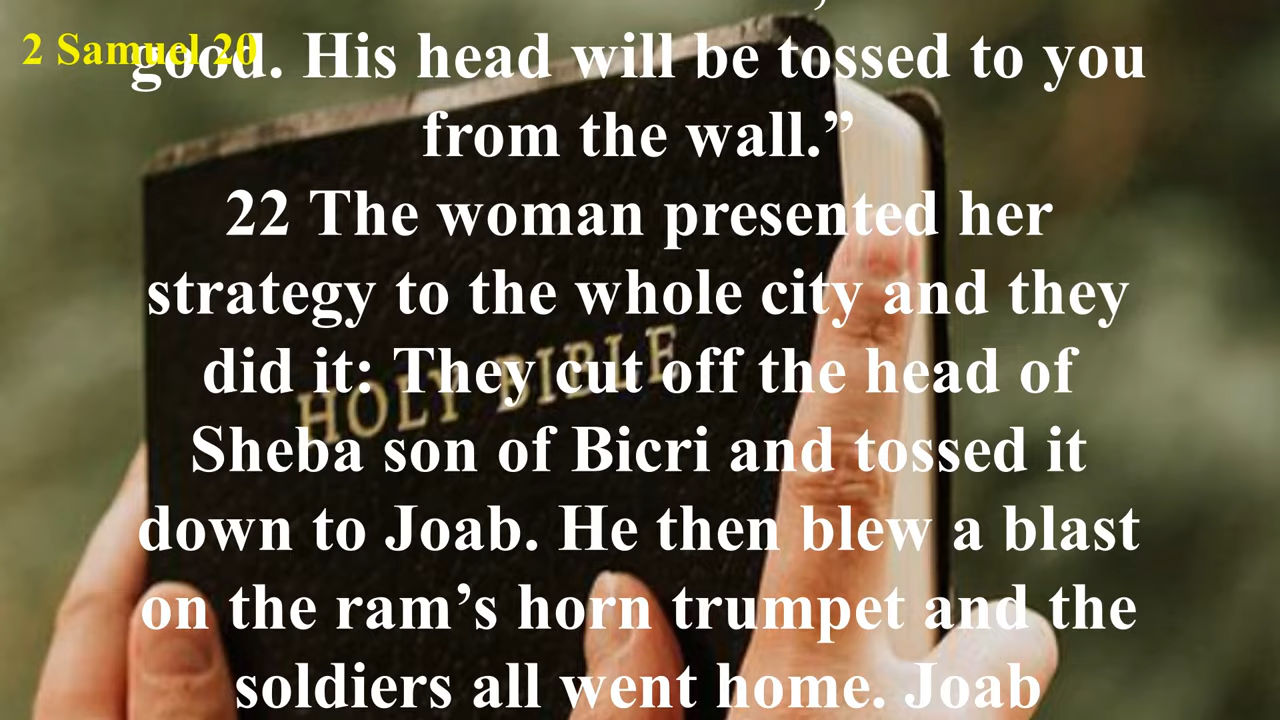 2 Samuel 20
good. His head will be tossed to you
from the wall.”
22 The woman presented her
strategy to the whole city and they
did it: They cut off the head of
Sheba son of Bicri and tossed it
down to Joab. He then blew a blast
on the ram’s horn trumpet and the
soldiers all went home. Joab
HOLY BIBLE